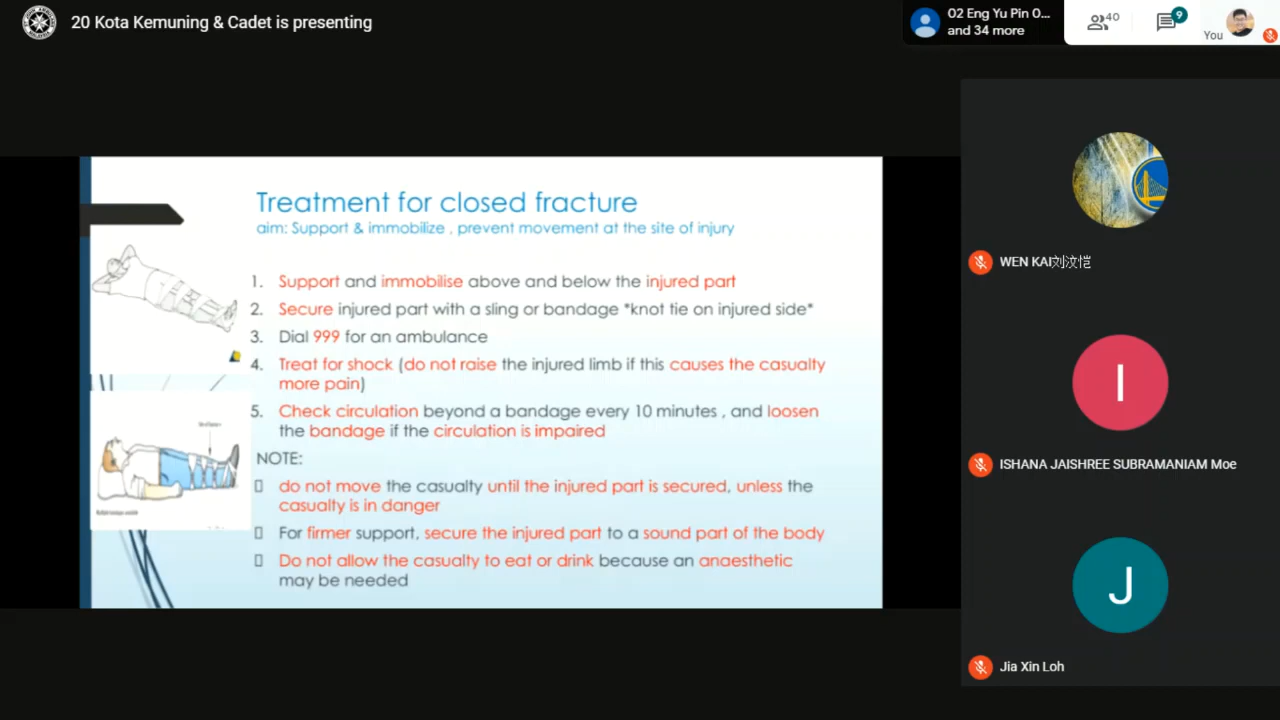 20 Kota Kemuning & Cadet is presenting
02 Eng Yu Pin O...
and 34 more
40
9
You
Treatment for closed fracture
aim: Support & immobilize , prevent movement at the site of injury
1. Support and immobilise above and below the injured part
2. Secure injured part with a sling or bandage *knot tie on injured side*
3. Dial 999 for an ambulance
4. Treat for shock (do not raise the injured limb if this causes the casualty
more pain)
5. Check circulation beyond a bandage every 10 minutes , and loosen
the bandage if the circulation is impaired
NOTE:
do not move the casualty until the injured part is secured, unless the
casualty is in danger
For firmer support, secure the injured part to a sound part of the body
Do not allow the casualty to eat or drink because an anaesthetic
may be needed
WEN KAI刘汶恺
I
ISHANA JAISHREE SUBRAMANIAM Moe
J
Jia Xin Loh